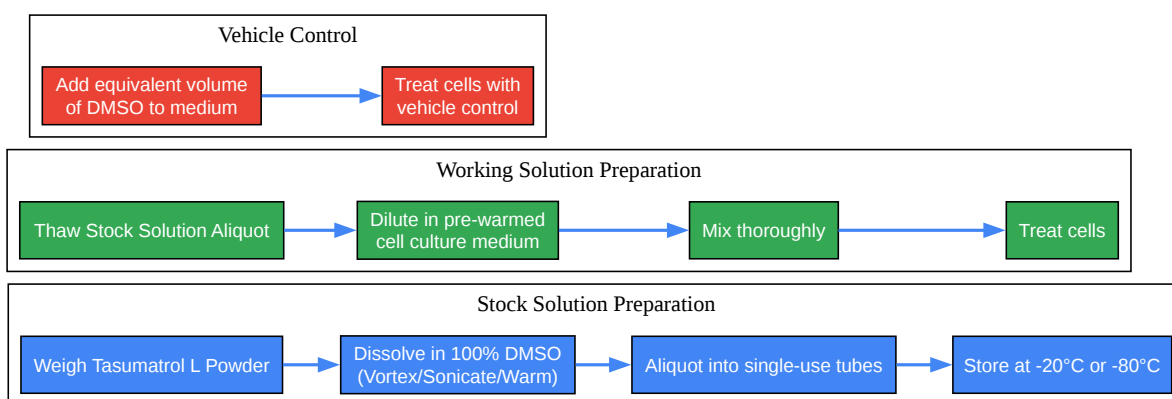 Vehicle Control
Add equivalent volume
of DMSO to medium
Treat cells with
vehicle control
Working Solution Preparation
Thaw Stock Solution Aliquot
Dilute in pre-warmed
cell culture medium
Mix thoroughly
Treat cells
Stock Solution Preparation
Weigh Tasumatrol L Powder
Dissolve in 100% DMSO
(Vortex/Sonicate/Warm)
Aliquot into single-use tubes
Store at -20°C or -80°C